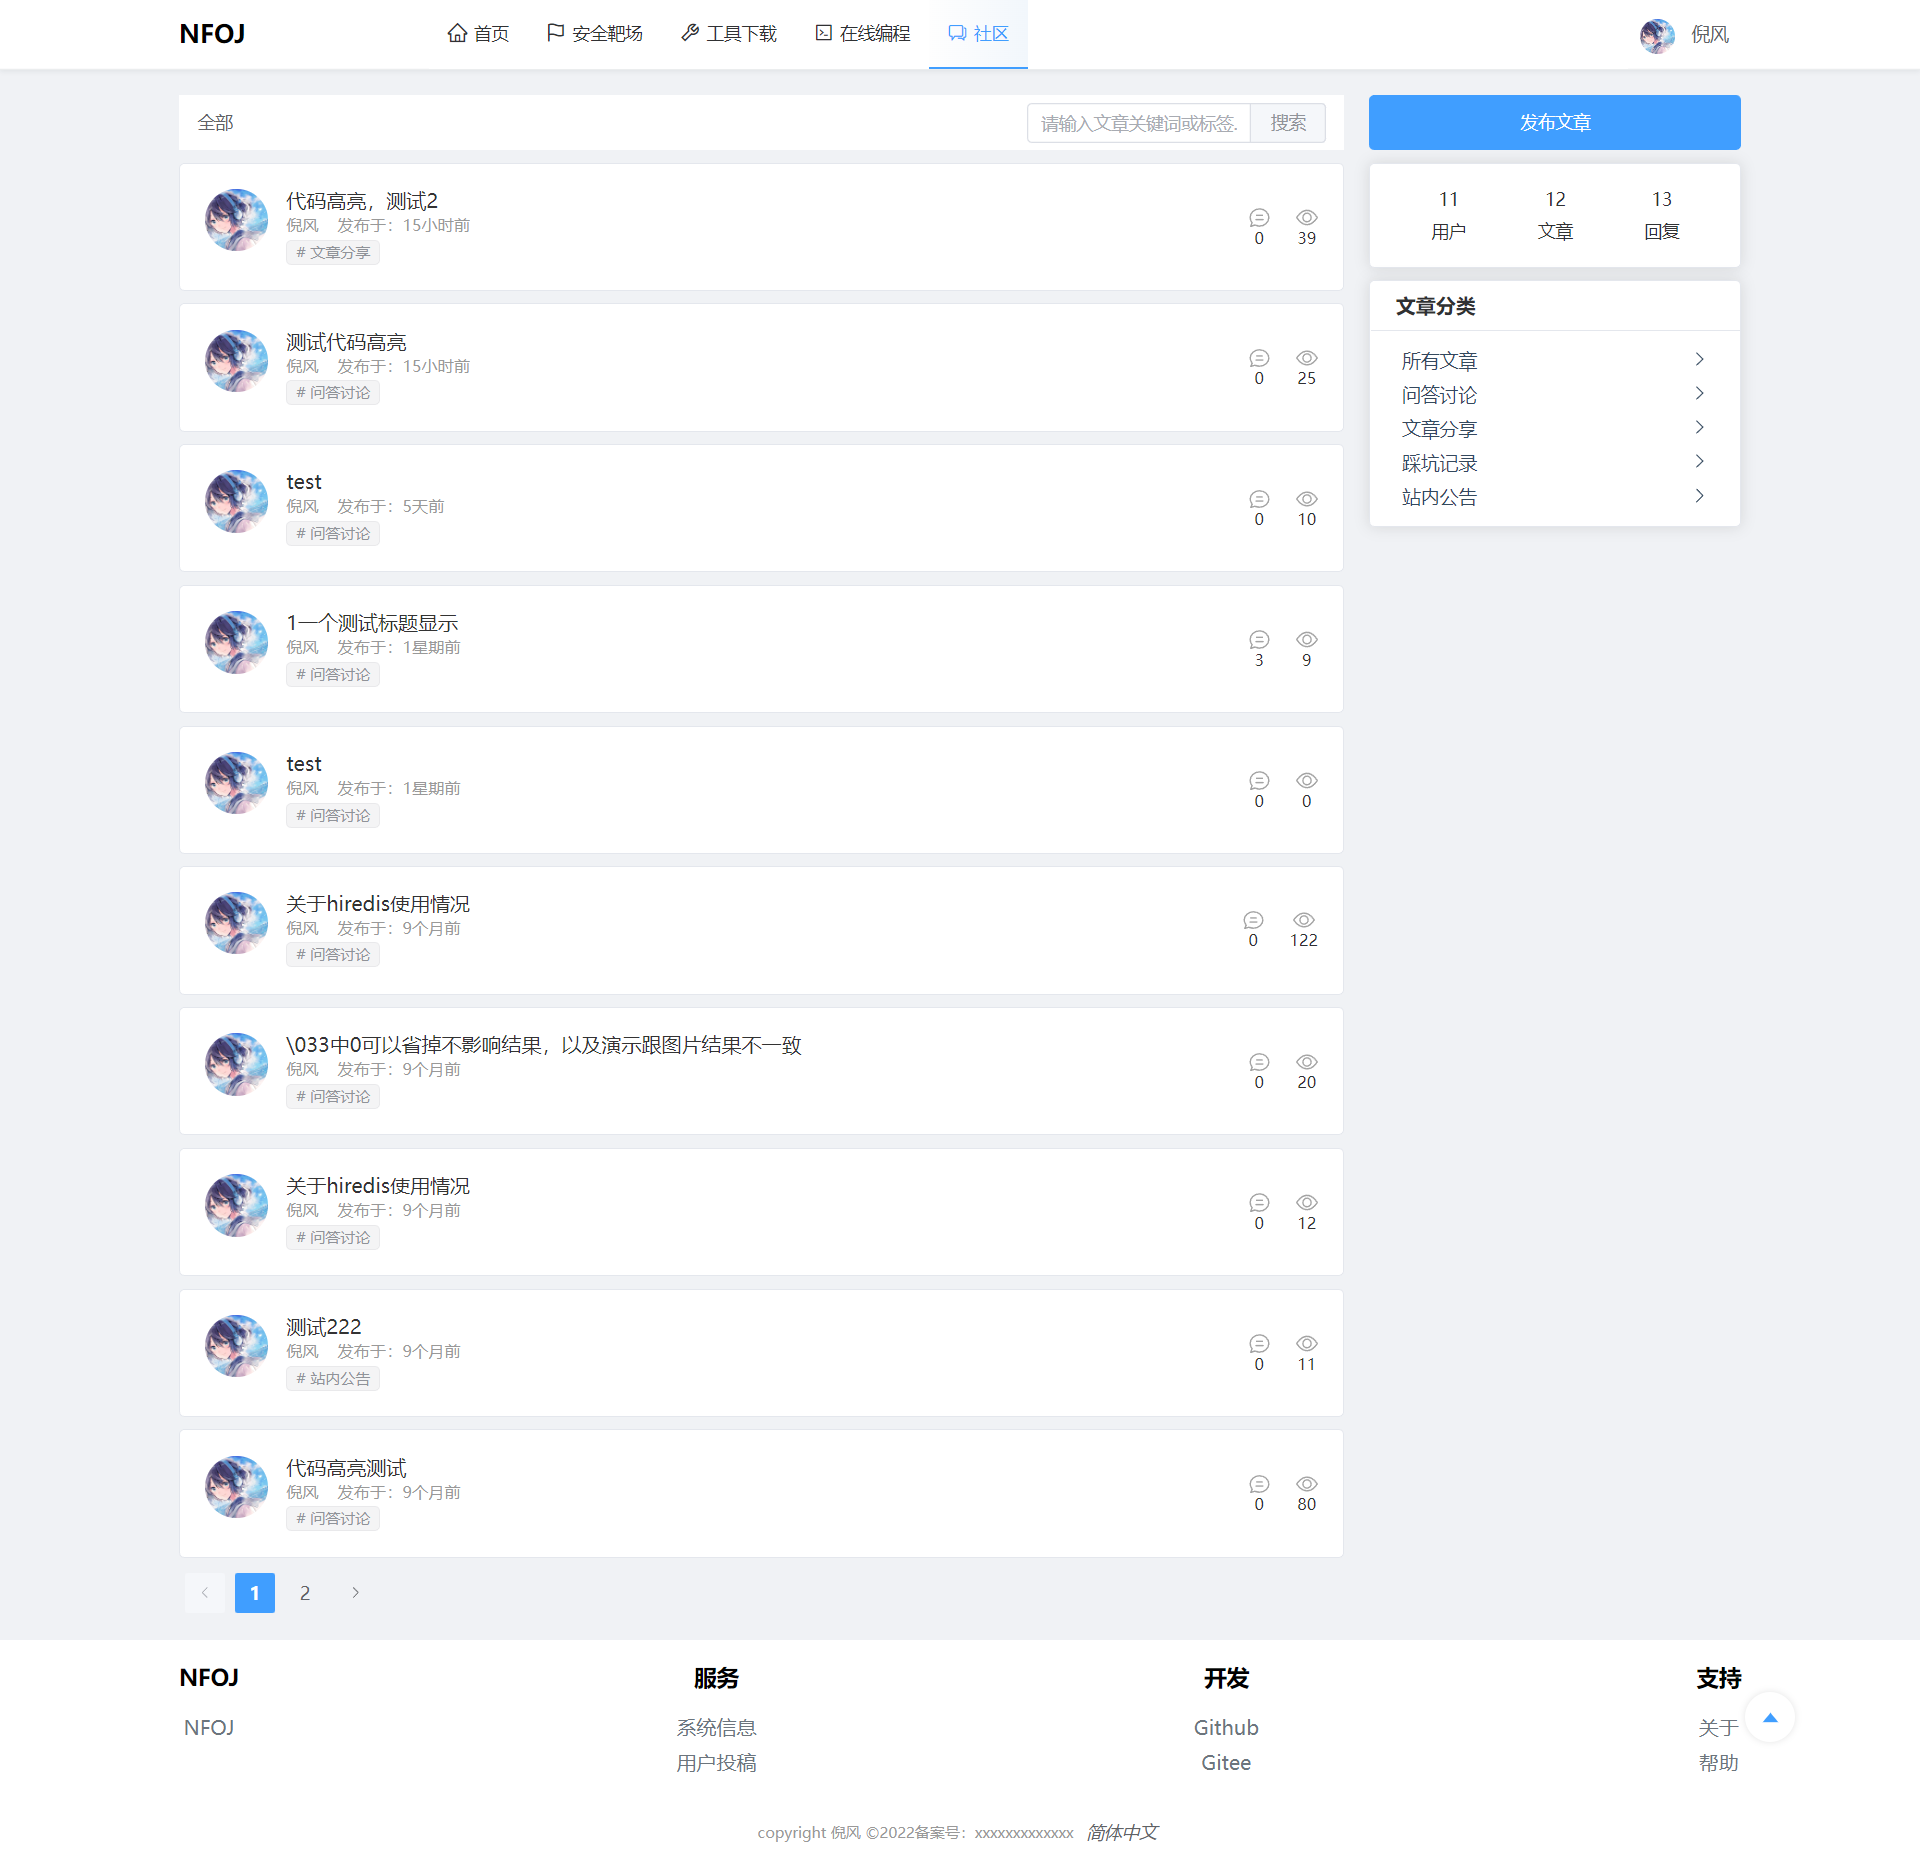 NFOJ
首页
安全靶场
工具下载
在线编程
社区
倪风
全部
请输入文章关键词或标签.
搜索
发布文章
代码高亮，测试2
倪风 发布于：15小时前
# 文章分享
0 39
测试代码高亮
倪风 发布于：15小时前
# 问答讨论
0 25
test
倪风 发布于：5天前
# 问答讨论
0 10
1一个测试标题显示
倪风 发布于：1星期前
# 问答讨论
3 9
test
倪风 发布于：1星期前
# 问答讨论
0 0
关于hiredis使用情况
倪风 发布于：9个月前
# 问答讨论
0 122
\033中0可以省掉不影响结果，以及演示跟图片结果不一致
倪风 发布于：9个月前
# 问答讨论
0 20
关于hiredis使用情况
倪风 发布于：9个月前
# 问答讨论
0 12
测试222
倪风 发布于：9个月前
# 站内公告
0 11
代码高亮测试
倪风 发布于：9个月前
# 问答讨论
0 80
1 2
11 12 13
用户 文章 回复
文章分类
所有文章
问答讨论
文章分享
踩坑记录
站内公告
NFOJ
NFOJ
服务
系统信息
用户投稿
开发
Github
Gitee
支持
关于
帮助
copyright 倪风 ©2022备案号：xxxxxxxxxxxxx 简体中文